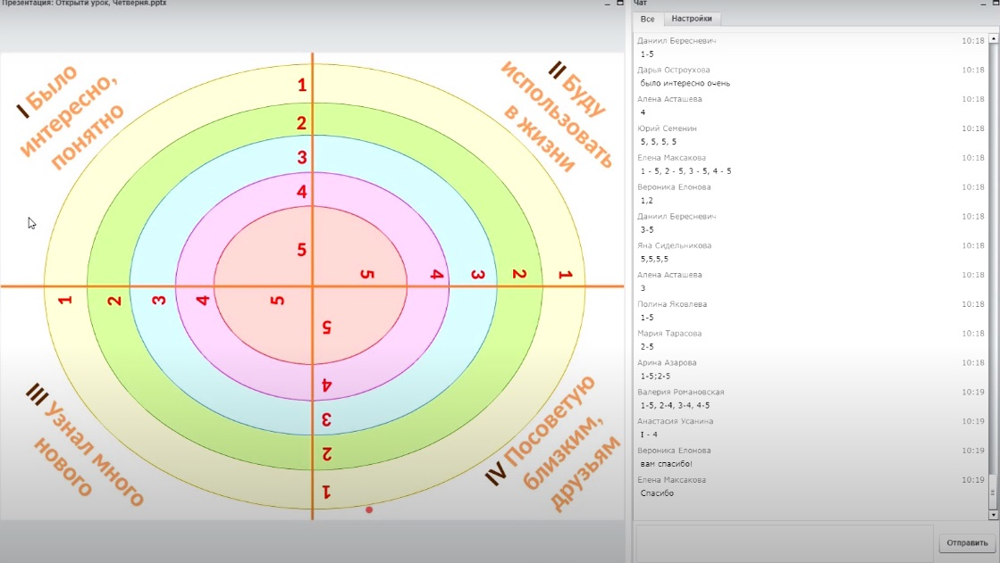 Презентация: Открыти урок, Четверня.pptx
I Было
интересно,
понятно
II Буду
использовать
в жизни
1
2
3
4
5
5 4 3 2 1
1 2 3 4 5
5
4
3
2
1
III Узнал много
нового
IV Посоветую
близким,
друзьям
Чат
Все Настройки
Даниил Бересневич 10:18
1-5
Дарья Остроухова 10:18
было интересно очень
Алена Асташева 10:18
4
Юрий Семенин 10:18
5, 5, 5, 5
Елена Максакова 10:18
1 - 5, 2 - 5, 3 - 5, 4 - 5
Вероника Елонова 10:18
1,2
Даниил Бересневич 10:18
3-5
Яна Сидельникова 10:18
5,5,5,5
Алена Асташева 10:18
3
Полина Яковлева 10:18
1-5
Мария Тарасова 10:18
2-5
Арина Азарова 10:18
1-5;2-5
Валерия Романовская 10:19
1-5, 2-4, 3-4, 4-5
Анастасия Усанина 10:19
I - 4
Вероника Елонова 10:19
вам спасибо!
Елена Максакова 10:19
Спасибо
Отправить